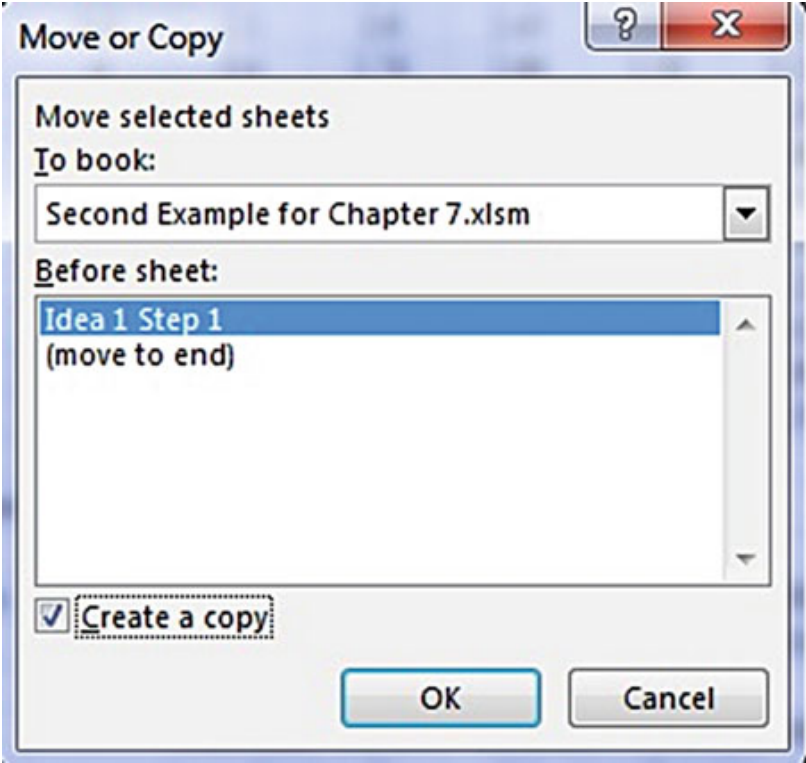 Move or Copy
?
Move selected sheets
To book:
Second Example for Chapter 7.xlsm
Before sheet:
Idea 1 Step 1
(move to end)
Create a copy
OK
Cancel